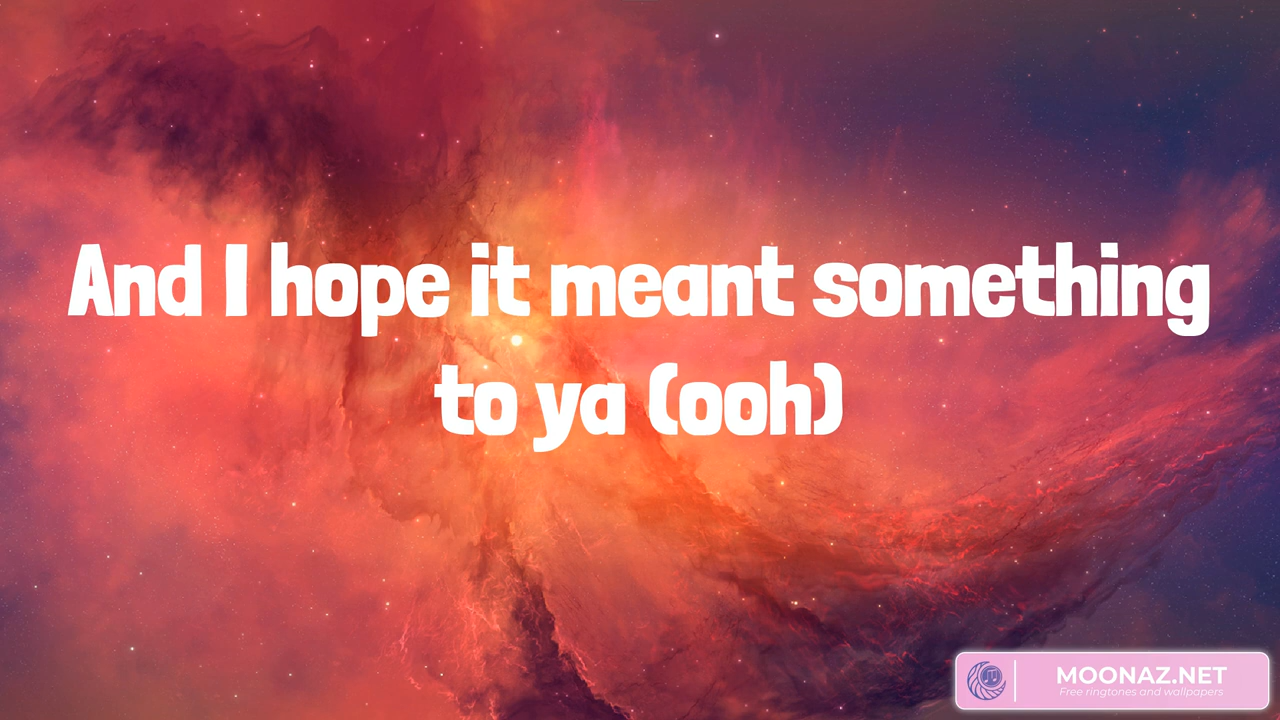 And I hope it meant something
to ya (ooh)
MOONAZ.NET
Free ringtones and wallpapers